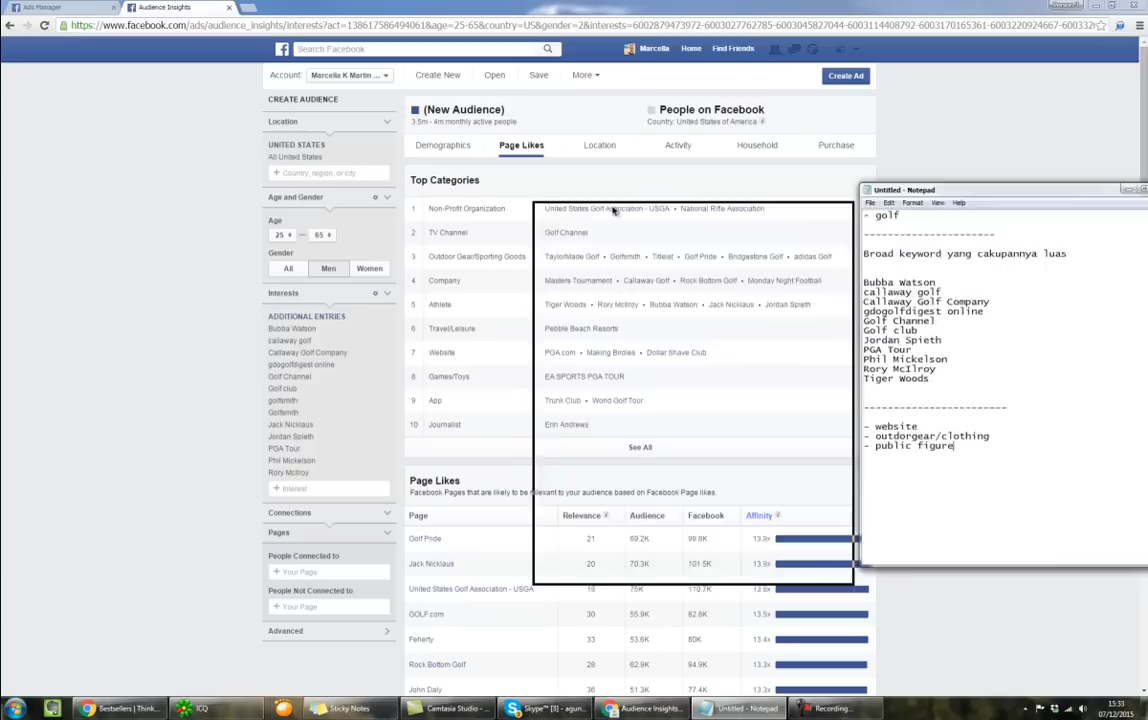 Ads Manager
Audience Insights
https://www.facebook.com/ads/audience_insights/interests?act=138617586494061&age=25-65&country=US&gender=2&interests=6002879473972-6003027762785-6003045827044-6003114408792-6003170165361-6003220924667-600332
Search Facebook
Marcella Home Find Friends
Account: Marcella K Martin ... Create New Open Save More Create Ad
CREATE AUDIENCE
Location
UNITED STATES
All United States
+ Country, region, or city
Age and Gender
Age
25 — 65
Gender
All Men Women
Interests
ADDITIONAL ENTRIES
Bubba Watson
callaway golf
Callaway Golf Company
gdogolfdigest online
Golf Channel
Golf club
golfsmith
Golfsmith
Jack Nicklaus
Jordan Spieth
PGA Tour
Phil Mickelson
Rory McIlroy
+ Interest
Connections
Pages
People Connected to
+ Your Page
People Not Connected to
+ Your Page
Advanced
(New Audience)
3.5m - 4m monthly active people
People on Facebook
Country: United States of America
Demographics Page Likes Location Activity Household Purchase
Top Categories
1 Non-Profit Organization United States Golf Association - USGA • National Rifle Association
2 TV Channel Golf Channel
3 Outdoor Gear/Sporting Goods TaylorMade Golf • Golfsmith • Titleist • Golf Pride • Bridgestone Golf • adidas Golf
4 Company Masters Tournament • Callaway Golf • Rock Bottom Golf • Monday Night Football
5 Athlete Tiger Woods • Rory McIlroy • Bubba Watson • Jack Nicklaus • Jordan Spieth
6 Travel/Leisure Pebble Beach Resorts
7 Website PGA.com • Making Birdies • Dollar Shave Club
8 Games/Toys EA SPORTS PGA TOUR
9 App Trunk Club • World Golf Tour
10 Journalist Erin Andrews
See All
Page Likes
Facebook Pages that are likely to be relevant to your audience based on Facebook Page likes.
Page Relevance Audience Facebook Affinity
Golf Pride 21 69.2K 99.8K 13.9x
Jack Nicklaus 20 70.3K 101.5K 13.9x
United States Golf Association - USGA 18 75K 110.7K 13.6x
GOLF.com 30 55.9K 82.8K 13.5x
Feherty 33 53.6K 80K 13.4x
Rock Bottom Golf 28 62.9K 94.9K 13.3x
John Daly 36 51.3K 77.4K 13.3x
Untitled - Notepad
File Edit Format View Help
- golf
-----------------------
Broad keyword yang cakupannya luas
Bubba Watson
callaway golf
Callaway Golf Company
gdogolfdigest online
Golf Channel
Golf club
Jordan Spieth
PGA Tour
Phil Mickelson
Rory McIlroy
Tiger Woods
-------------------------
- website
- outdorgear/clothing
- public figure
Bestsellers | Think... ICQ Sticky Notes Camtasia Studio - ... Skype™ [3] - agun... Audience Insights... Untitled - Notepad Recording...
15:33
07/12/2015